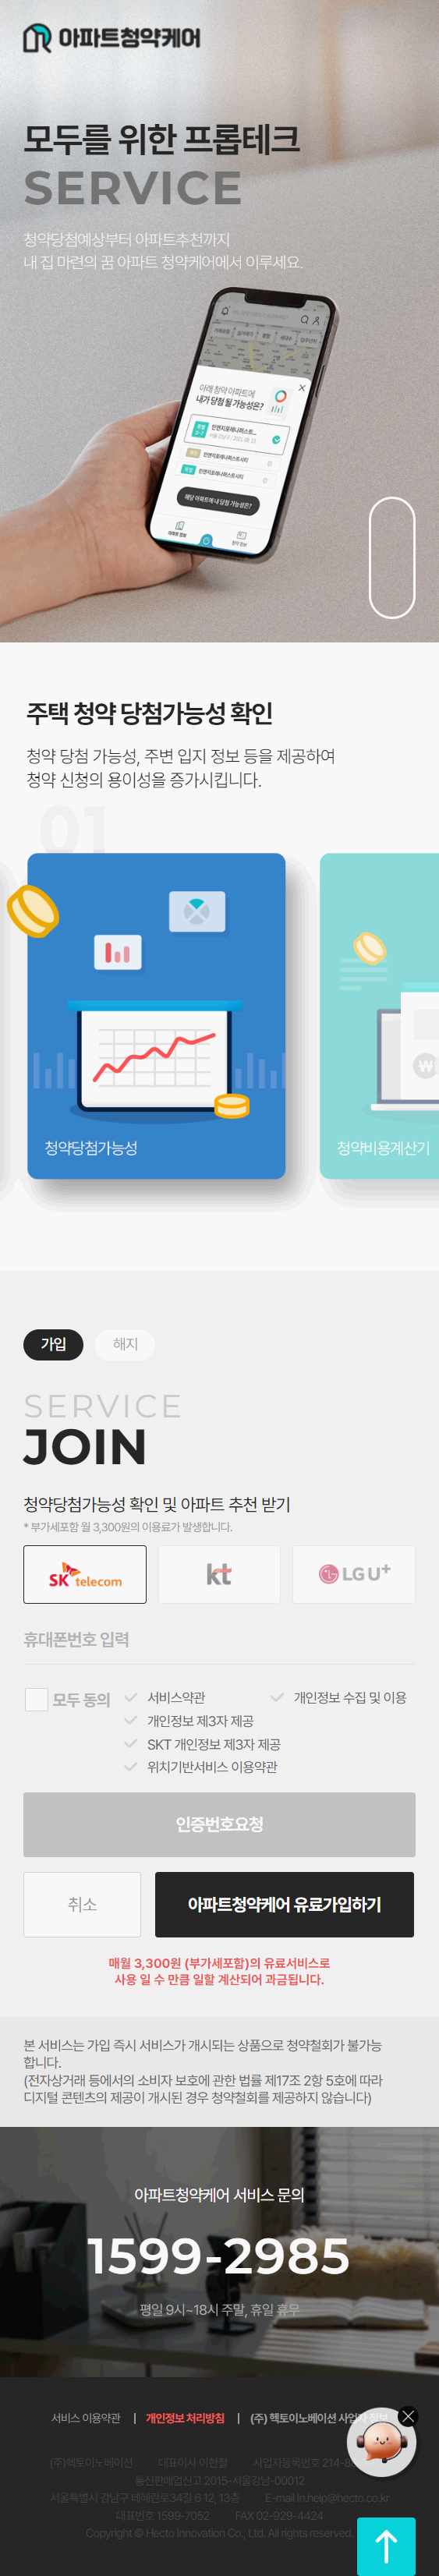 아파트청약케어
모두를 위한 프롭테크
SERVICE
청약당첨예상부터 아파트추천까지
내 집 마련의 꿈 아파트 청약케어에서 이루세요.
아래 청약 아파트에
내가 당첨 될 가능성은?
해당 아파트에 내 당첨 가능성은?
주택 청약 당첨가능성 확인
청약 당첨 가능성, 주변 입지 정보 등을 제공하여
청약 신청의 용이성을 증가시킵니다.
01
청약당첨가능성
청약비용계산기
가입 해지
SERVICE
JOIN
청약당첨가능성 확인 및 아파트 추천 받기
* 부가세포함 월 3,300원의 이용료가 발생합니다.
SK telecom
kt
LG U+
휴대폰번호 입력
모두 동의
서비스약관 개인정보 수집 및 이용
개인정보 제3자 제공
SKT 개인정보 제3자 제공
위치기반서비스 이용약관
인증번호요청
취소
아파트청약케어 유료가입하기
매월 3,300원 (부가세포함)의 유료서비스로
사용 일 수 만큼 일할 계산되어 과금됩니다.
본 서비스는 가입 즉시 서비스가 개시되는 상품으로 청약철회가 불가능
합니다.
(전자상거래 등에서의 소비자 보호에 관한 법률 제17조 2항 5호에 따라
디지털 콘텐츠의 제공이 개시된 경우 청약철회를 제공하지 않습니다)
아파트청약케어 서비스 문의
1599-2985
평일 9시~18시 주말, 휴일 휴무
서비스 이용약관 | 개인정보 처리방침 | (주) 헥토이노베이션 사업자 정보
(주)헥토이노베이션 대표이사 이현철 사업자등록번호 214-8
통신판매업신고 2015-서울강남-00012
서울특별시 강남구 테헤란로34길 6 12, 13층 E-mail in.help@hecto.co.kr
대표번호 1599-7052 FAX 02-929-4424
Copyright © Hecto Innovation Co., Ltd. All rights reserved.